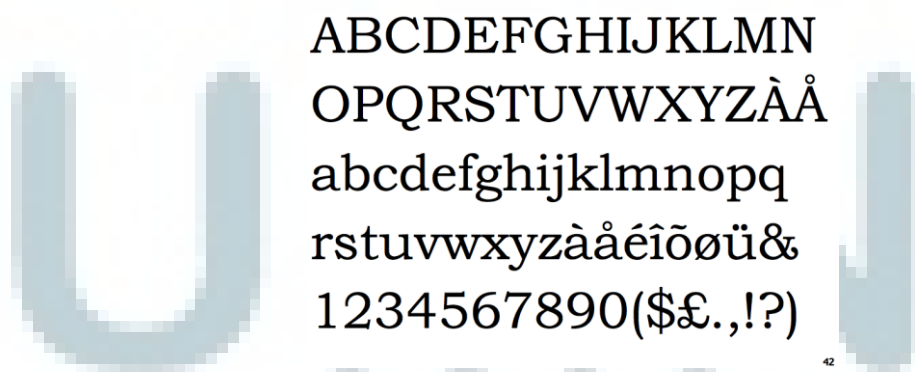 ABCDEFGHIJKLMN
OPQRSTUVWXYZÀÅ
abcdefghijklmnopq
rstuvwxyzàåéîõøü&
1234567890($£.,!?)
42